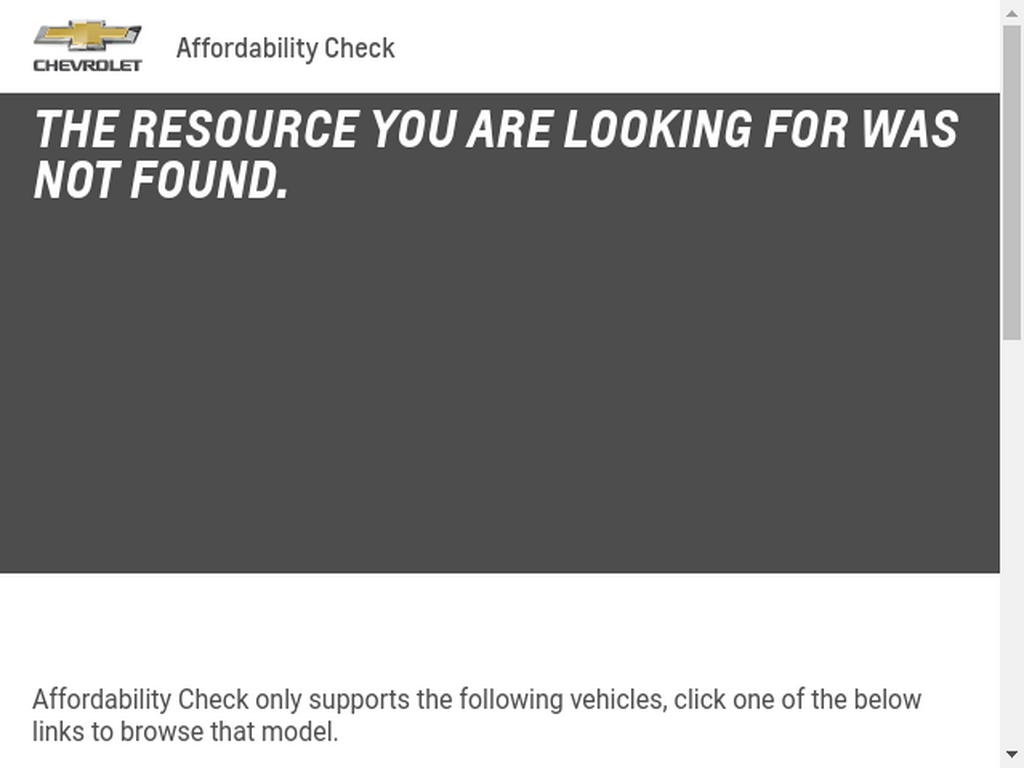 CHEVROLET
Affordability Check
THE RESOURCE YOU ARE LOOKING FOR WAS
NOT FOUND.
Affordability Check only supports the following vehicles, click one of the below
links to browse that model.